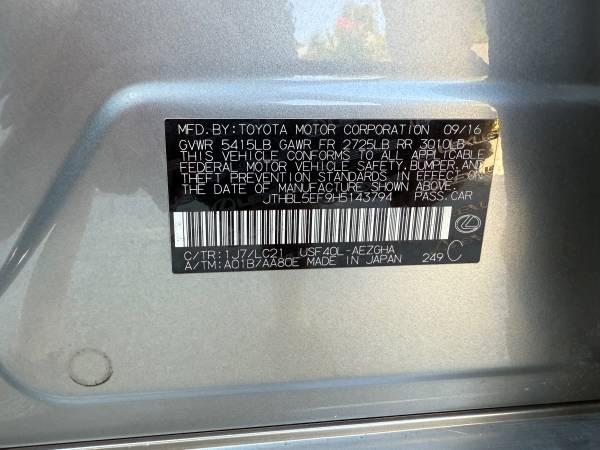 MFD.BY:TOYOTA MOTOR CORPORATION 09/16
GVWR 5415LB GAWR FR 2725LB RR 3010LB
THIS VEHICLE CONFORMS TO ALL APPLICABLE
FEDERAL MOTOR VEHICLE SAFETY, BUMPER, AND
THEFT PREVENTION STANDARDS IN EFFECT ON
THE DATE OF MANUFACTURE SHOWN ABOVE.
JTHBL5EF9H5143794 PASS.CAR
C/TR:1J7/LC21 USF40L-AEZGHA
A/TM:A01B/AA80E MADE IN JAPAN 249 C